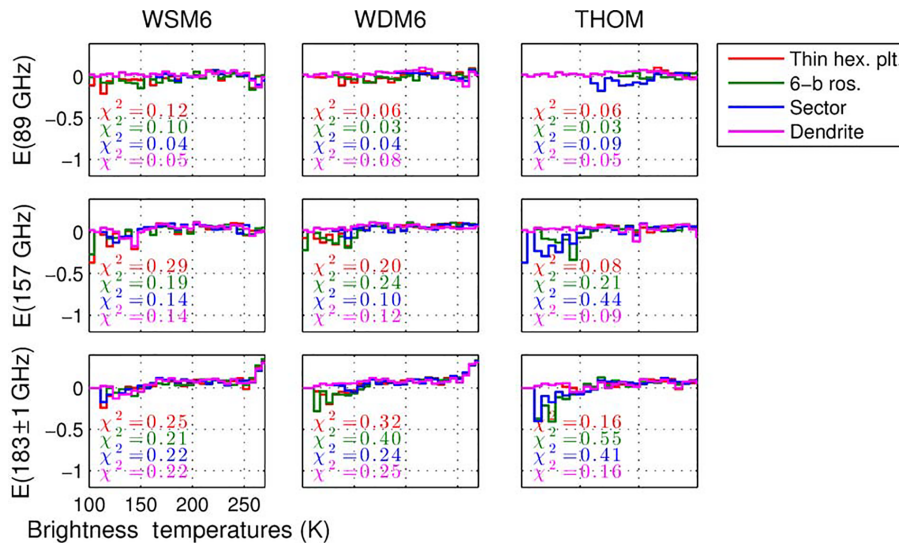 WSM6 WDM6 THOM
E(89 GHz)
0
−0.5
−1
χ² =0.12
χ² =0.10
χ² =0.04
χ² =0.05
χ² =0.06
χ² =0.03
χ² =0.04
χ² =0.08
χ² =0.06
χ² =0.03
χ² =0.09
χ² =0.05
Thin hex. plt.
6−b ros.
Sector
Dendrite
E(157 GHz)
0
−0.5
−1
χ² =0.29
χ² =0.19
χ² =0.14
χ² =0.14
χ² =0.20
χ² =0.24
χ² =0.10
χ² =0.12
χ² =0.08
χ² =0.21
χ² =0.44
χ² =0.09
E(183±1 GHz)
0
−0.5
−1
χ² =0.25
χ² =0.21
χ² =0.22
χ² =0.22
χ² =0.32
χ² =0.40
χ² =0.24
χ² =0.25
χ² =0.16
χ² =0.55
χ² =0.41
χ² =0.16
100 150 200 250
Brightness temperatures (K)